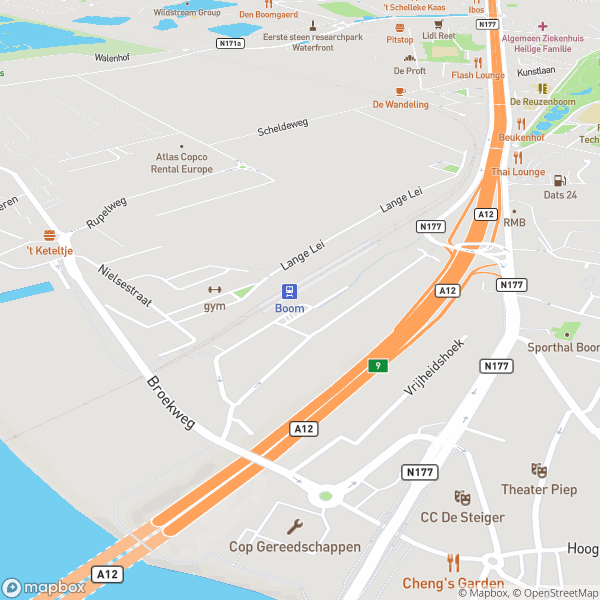 't Schelleke Kaas
Ibos
Wildstream Group
Den Boomgaerd
N177
Eerste steen researchpark
Waterfront
Pitstop
Lidl Reet
Algemeen Ziekenhuis
Heilige Familie
N171a
Walenhof
De Proft
Flash Lounge
Kunstlaan
De Wandeling
De Reuzenboom
Scheldeweg
Beukenhof
Tech
Atlas Copco
Rental Europe
Thai Lounge
Dats 24
Lange Lei
Rupelweg
eren
A12
N177
RMB
't Keteltje
Lange Lei
Nielsestraat
gym
Boom
A12
N177
Sporthal Boom
9
N177
Vrijheidshoek
Broekweg
A12
N177
Theater Piep
CC De Steiger
Cop Gereedschappen
Hoog
A12
Cheng's Garden
mapbox
© Mapbox, © OpenStreetMap